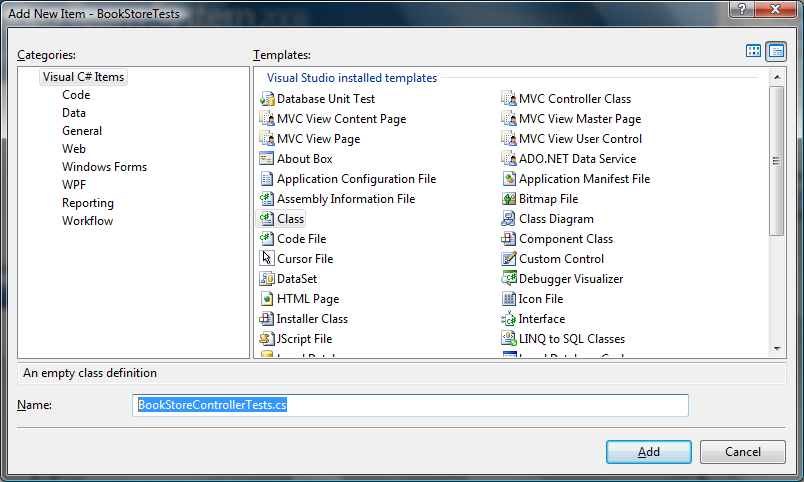 Add New Item - BookStoreTests
Categories:
Templates:
Visual C# Items
Code
Data
General
Web
Windows Forms
WPF
Reporting
Workflow
Visual Studio installed templates
Database Unit Test
MVC Controller Class
MVC View Content Page
MVC View Master Page
MVC View Page
MVC View User Control
About Box
ADO.NET Data Service
Application Configuration File
Application Manifest File
Assembly Information File
Bitmap File
Class
Class Diagram
Code File
Component Class
Cursor File
Custom Control
DataSet
Debugger Visualizer
HTML Page
Icon File
Installer Class
Interface
JScript File
LINQ to SQL Classes
An empty class definition
Name:
BookStoreControllerTests.cs
Add
Cancel